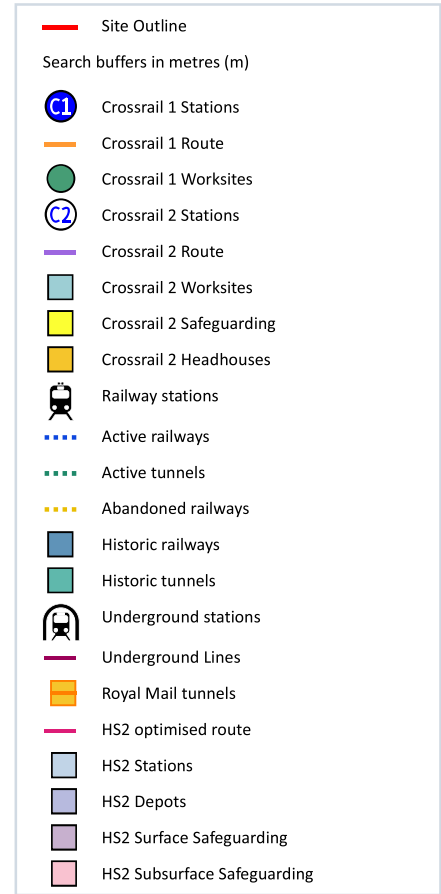 Site Outline
Search buffers in metres (m)
C1 Crossrail 1 Stations
Crossrail 1 Route
Crossrail 1 Worksites
C2 Crossrail 2 Stations
Crossrail 2 Route
Crossrail 2 Worksites
Crossrail 2 Safeguarding
Crossrail 2 Headhouses
Railway stations
Active railways
Active tunnels
Abandoned railways
Historic railways
Historic tunnels
Underground stations
Underground Lines
Royal Mail tunnels
HS2 optimised route
HS2 Stations
HS2 Depots
HS2 Surface Safeguarding
HS2 Subsurface Safeguarding